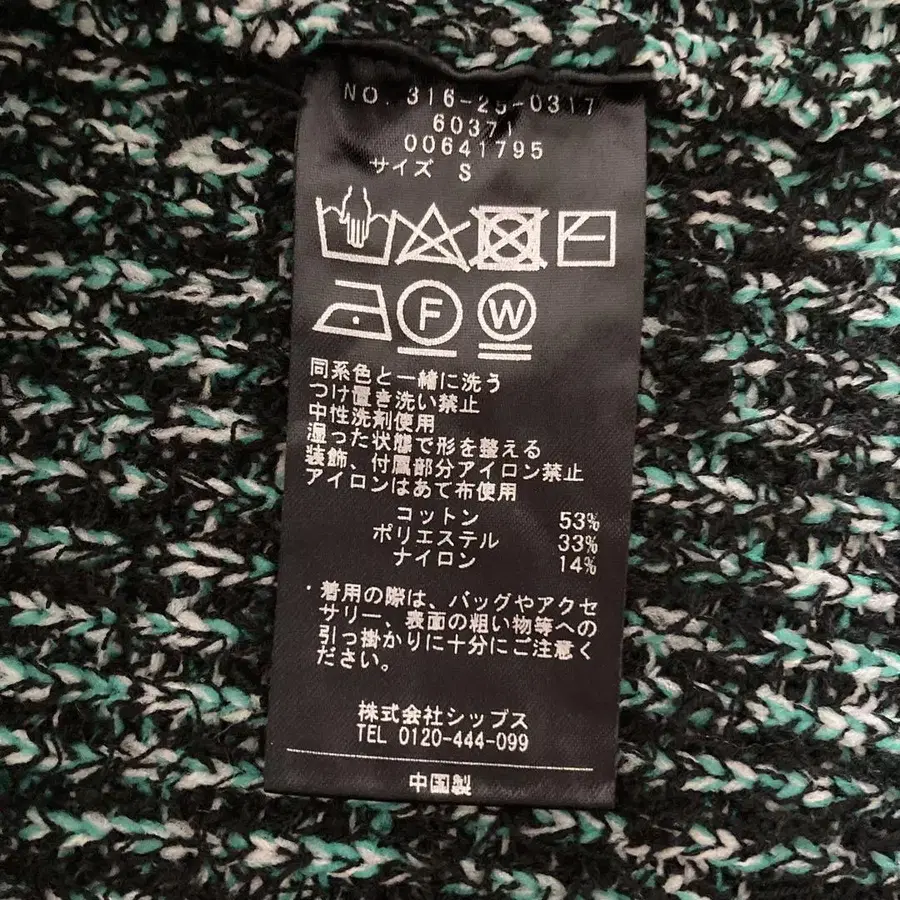 NO. 316-25-0317
60371
00641795
サイズ S
F W
同系色と一緒に洗う
つけ置き洗い禁止
中性洗剤使用
湿った状態で形を整える
装飾、付属部分アイロン禁止
アイロンはあて布使用
コットン 53%
ポリエステル 33%
ナイロン 14%
・着用の際は、バッグやアクセ
サリー、表面の粗い物等への
引っ掛かりに十分にご注意く
ださい。
株式会社シップス
TEL 0120-444-099
中国製